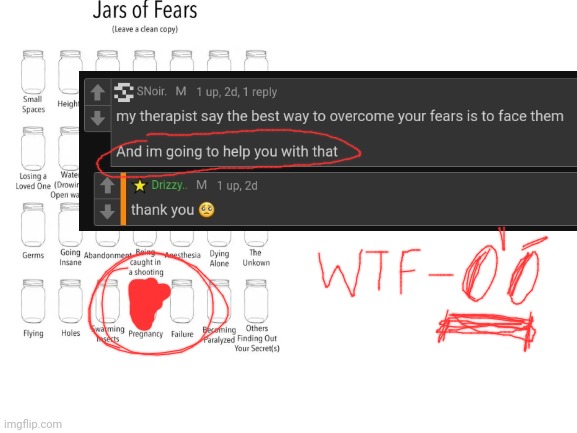 Jars of Fears
(Leave a clean copy)
SNoir. M 1 up, 2d, 1 reply
my therapist say the best way to overcome your fears is to face them
And im going to help you with that
Drizzy.. M 1 up, 2d
thank you 🥺
Small
Spaces
Height
Losing a
Loved One
Water
(Drowi
Open wa
Germs
Going
Insane
Abandonment
Being
caught in
a shooting
Anesthesia
Dying
Alone
The
Unkown
WTF-
Flying
Holes
Swarming
Insects
Pregnancy
Failure
Becoming
Paralyzed
Others
Finding Out
Your Secret(s)
imgflip.com